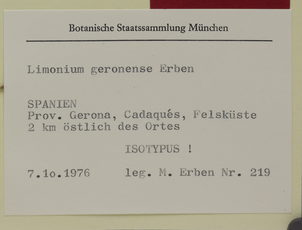 Botanische Staatssammlung München
Limonium geronense Erben
SPANIEN
Prov. Gerona, Cadaqués, Felsküste
2 km östlich des Ortes
ISOTYPUS !
7.1o.1976 leg. M. Erben Nr. 219